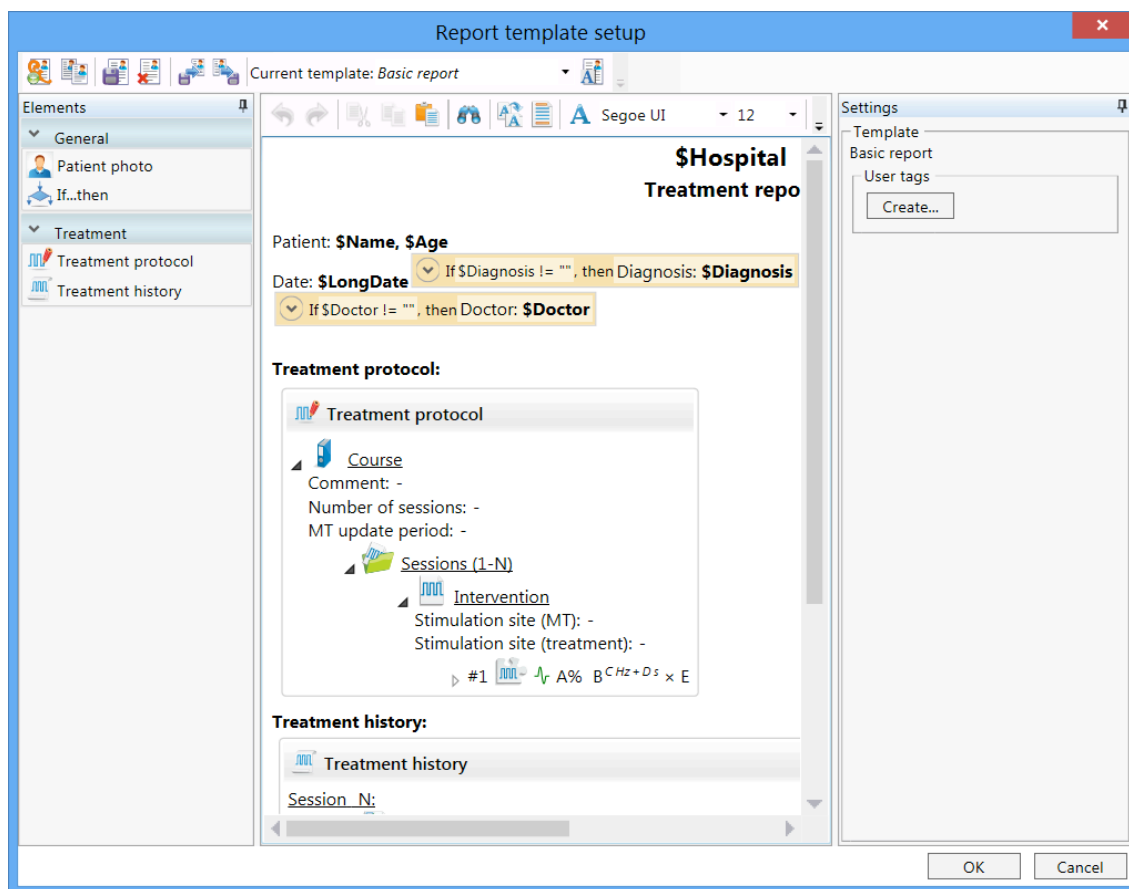 Report template setup
Current template: Basic report
Elements
General
Patient photo
If...then
Treatment
Treatment protocol
Treatment history
A Segoe UI 12
$Hospital
Treatment repo
Patient: $Name, $Age
Date: $LongDate If $Diagnosis != "", then Diagnosis: $Diagnosis
If $Doctor != "", then Doctor: $Doctor
Treatment protocol:
Treatment protocol
Course
Comment: -
Number of sessions: -
MT update period: -
Sessions (1-N)
Intervention
Stimulation site (MT): -
Stimulation site (treatment): -
#1 A% B^C Hz+D s × E
Treatment history:
Treatment history
Session N:
Settings
Template
Basic report
User tags
Create...
OK Cancel